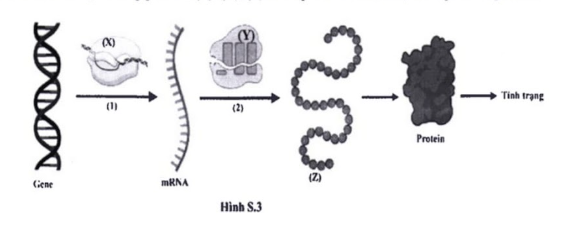 (X)
(Y)
(1)
(2)
Tính trạng
Protein
Gene
mRNA
(Z)
Hình S.3